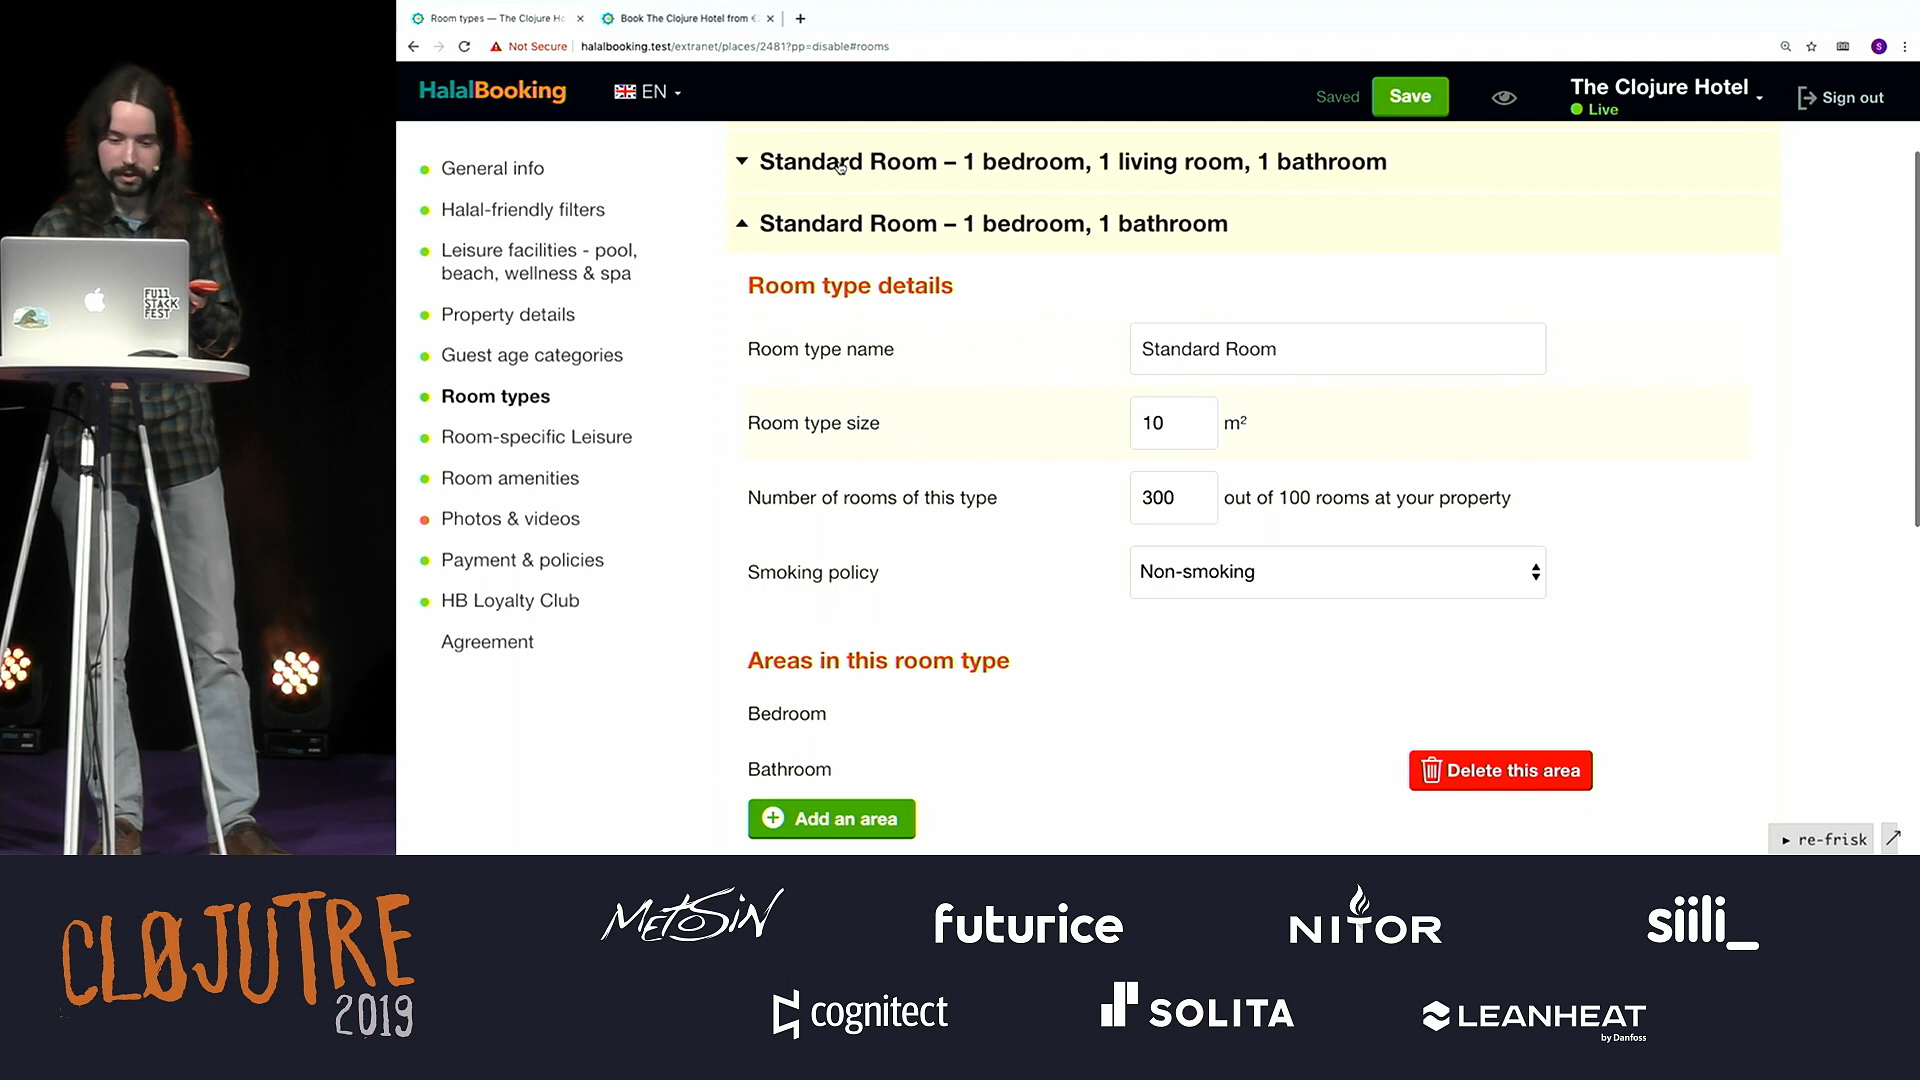 Room types — The Clojure Ho
Book The Clojure Hotel from €
Not Secure
halalbooking.test/extranet/places/2481?pp=disable#rooms
S
HalalBooking
EN
Saved
Save
The Clojure Hotel
Live
Sign out
General info
Halal-friendly filters
Leisure facilities - pool,
beach, wellness & spa
Property details
Guest age categories
Room types
Room-specific Leisure
Room amenities
Photos & videos
Payment & policies
HB Loyalty Club
Agreement
Standard Room – 1 bedroom, 1 living room, 1 bathroom
Standard Room – 1 bedroom, 1 bathroom
Room type details
Room type name
Standard Room
Room type size
10 m²
Number of rooms of this type
300 out of 100 rooms at your property
Smoking policy
Non-smoking
Areas in this room type
Bedroom
Bathroom
Delete this area
Add an area
re-frisk
FULL
STACK
FEST
CLØJUTRE
2019
METOSIN
futurice
NITOR
siili_
cognitect
SOLITA
LEANHEAT
by Danfoss